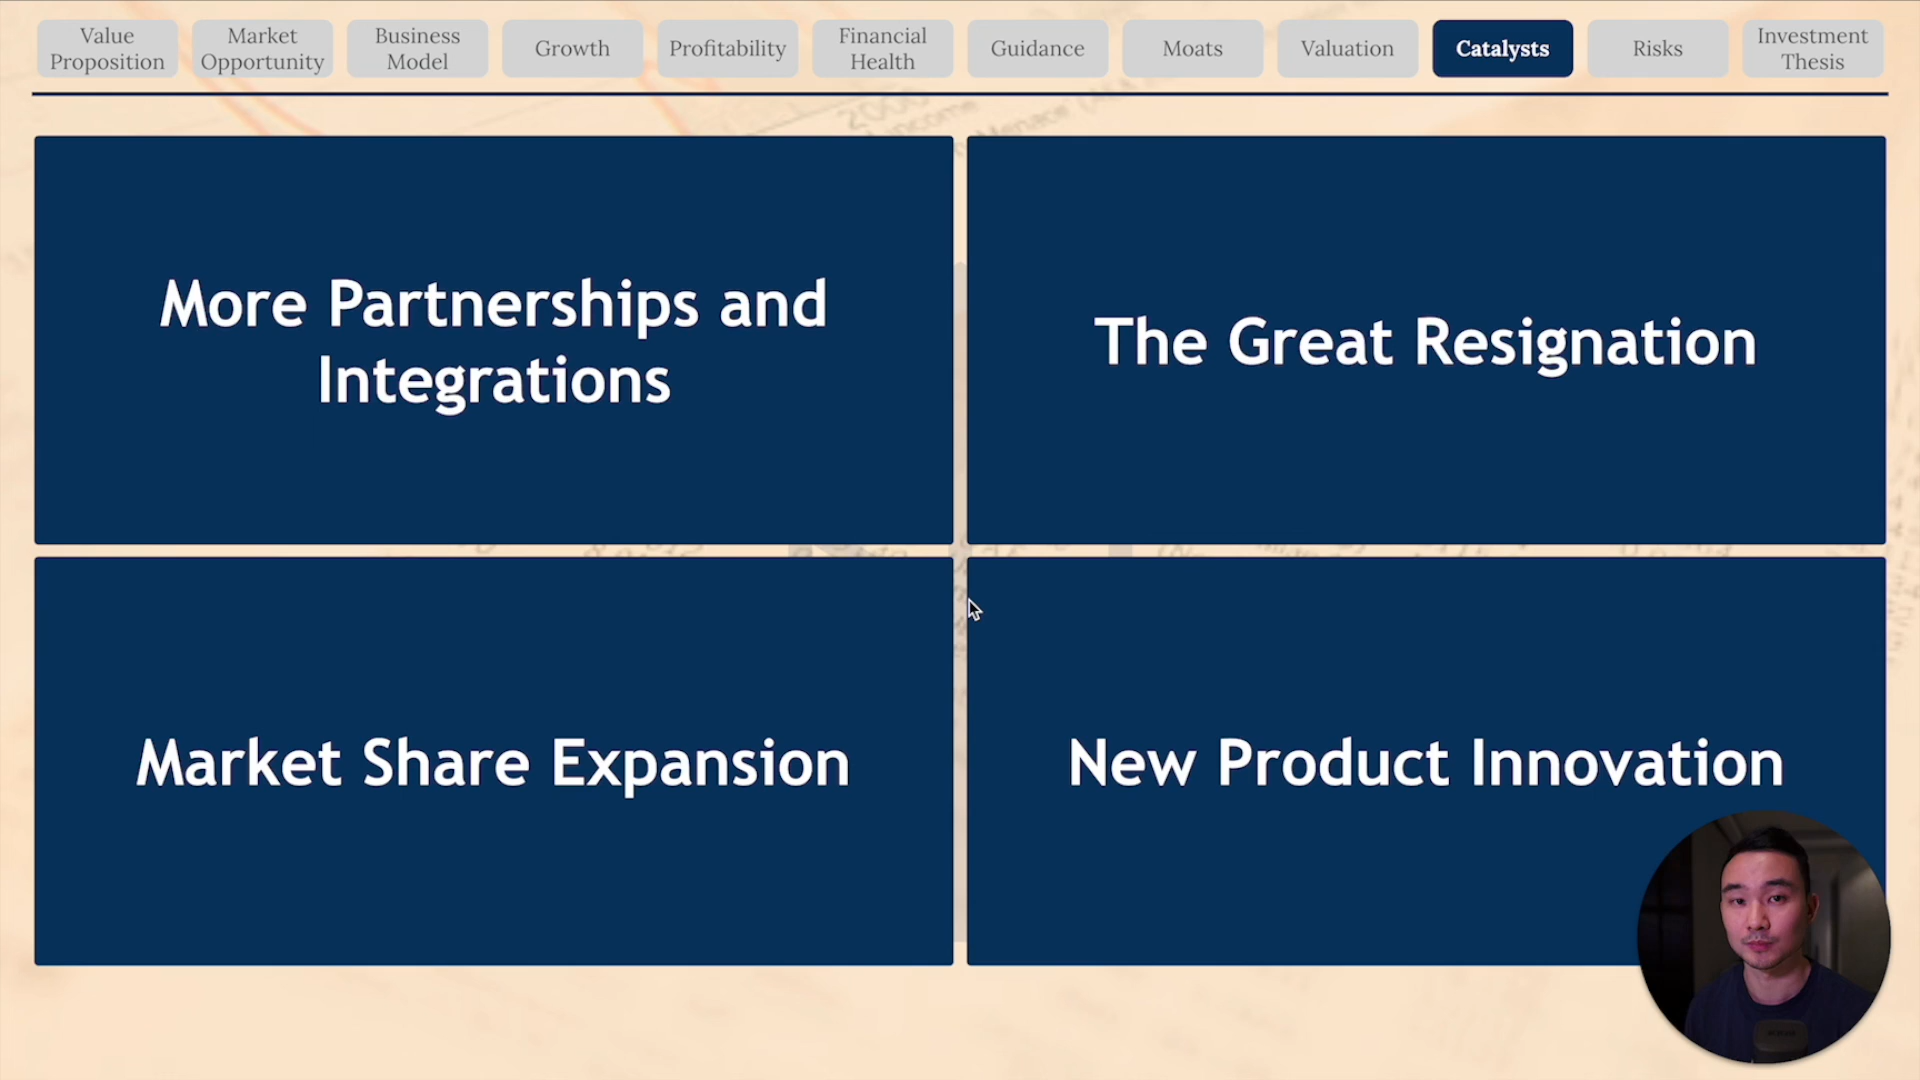 Value
Proposition
Market
Opportunity
Business
Model
Growth
Profitability
Financial
Health
Guidance
Moats
Valuation
Catalysts
Risks
Investment
Thesis
More Partnerships and
Integrations
The Great Resignation
Market Share Expansion
New Product Innovation